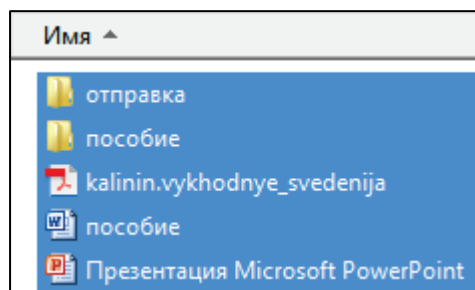 Имя
отправка
пособие
kalinin.vykhodnye_svedenija
пособие
Презентация Microsoft PowerPoint